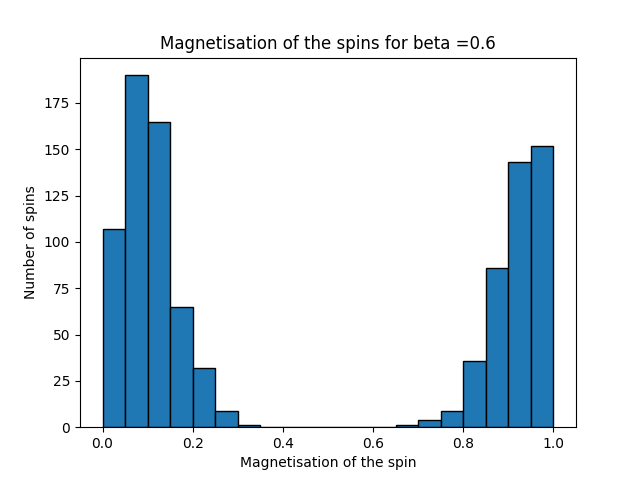 Magnetisation of the spins for beta =0.6
Number of spins
175
150
125
100
75
50
25
0
0.0 0.2 0.4 0.6 0.8 1.0
Magnetisation of the spin